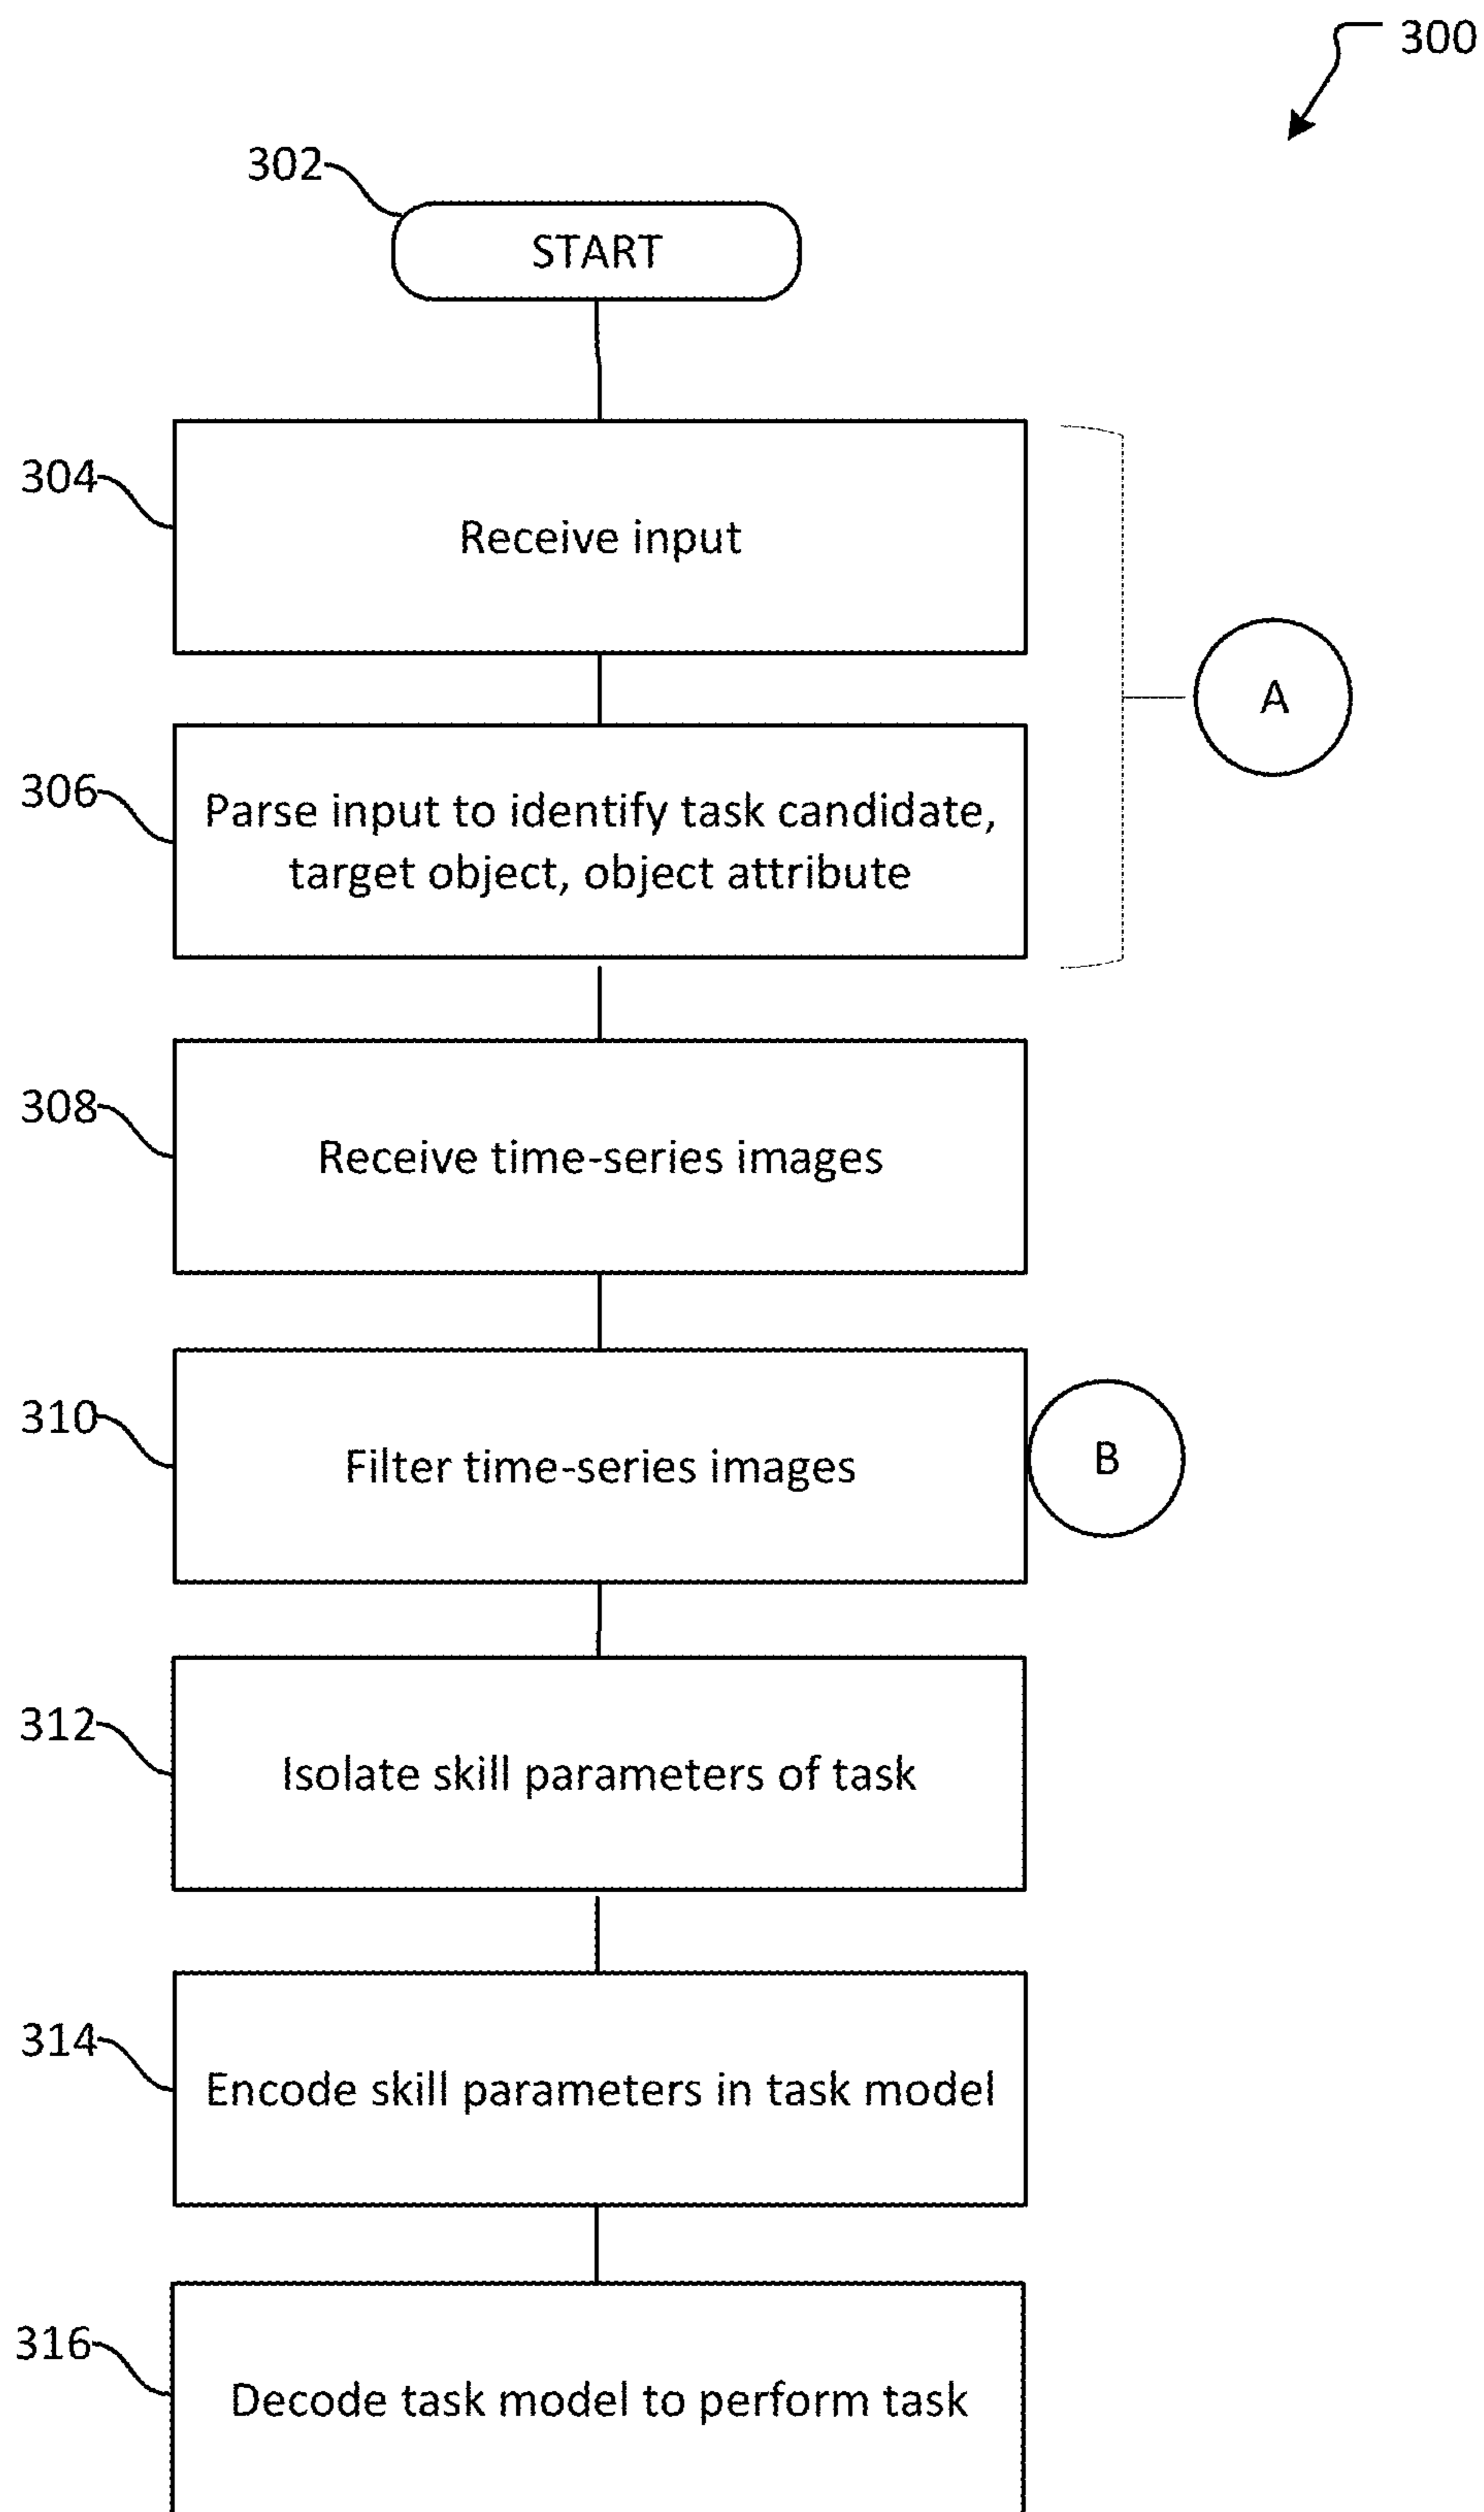 300
302
START
304
Receive input
A
306
Parse input to identify task candidate,
target object, object attribute
308
Receive time-series images
310
Filter time-series images
B
312
Isolate skill parameters of task
314
Encode skill parameters in task model
316
Decode task model to perform task